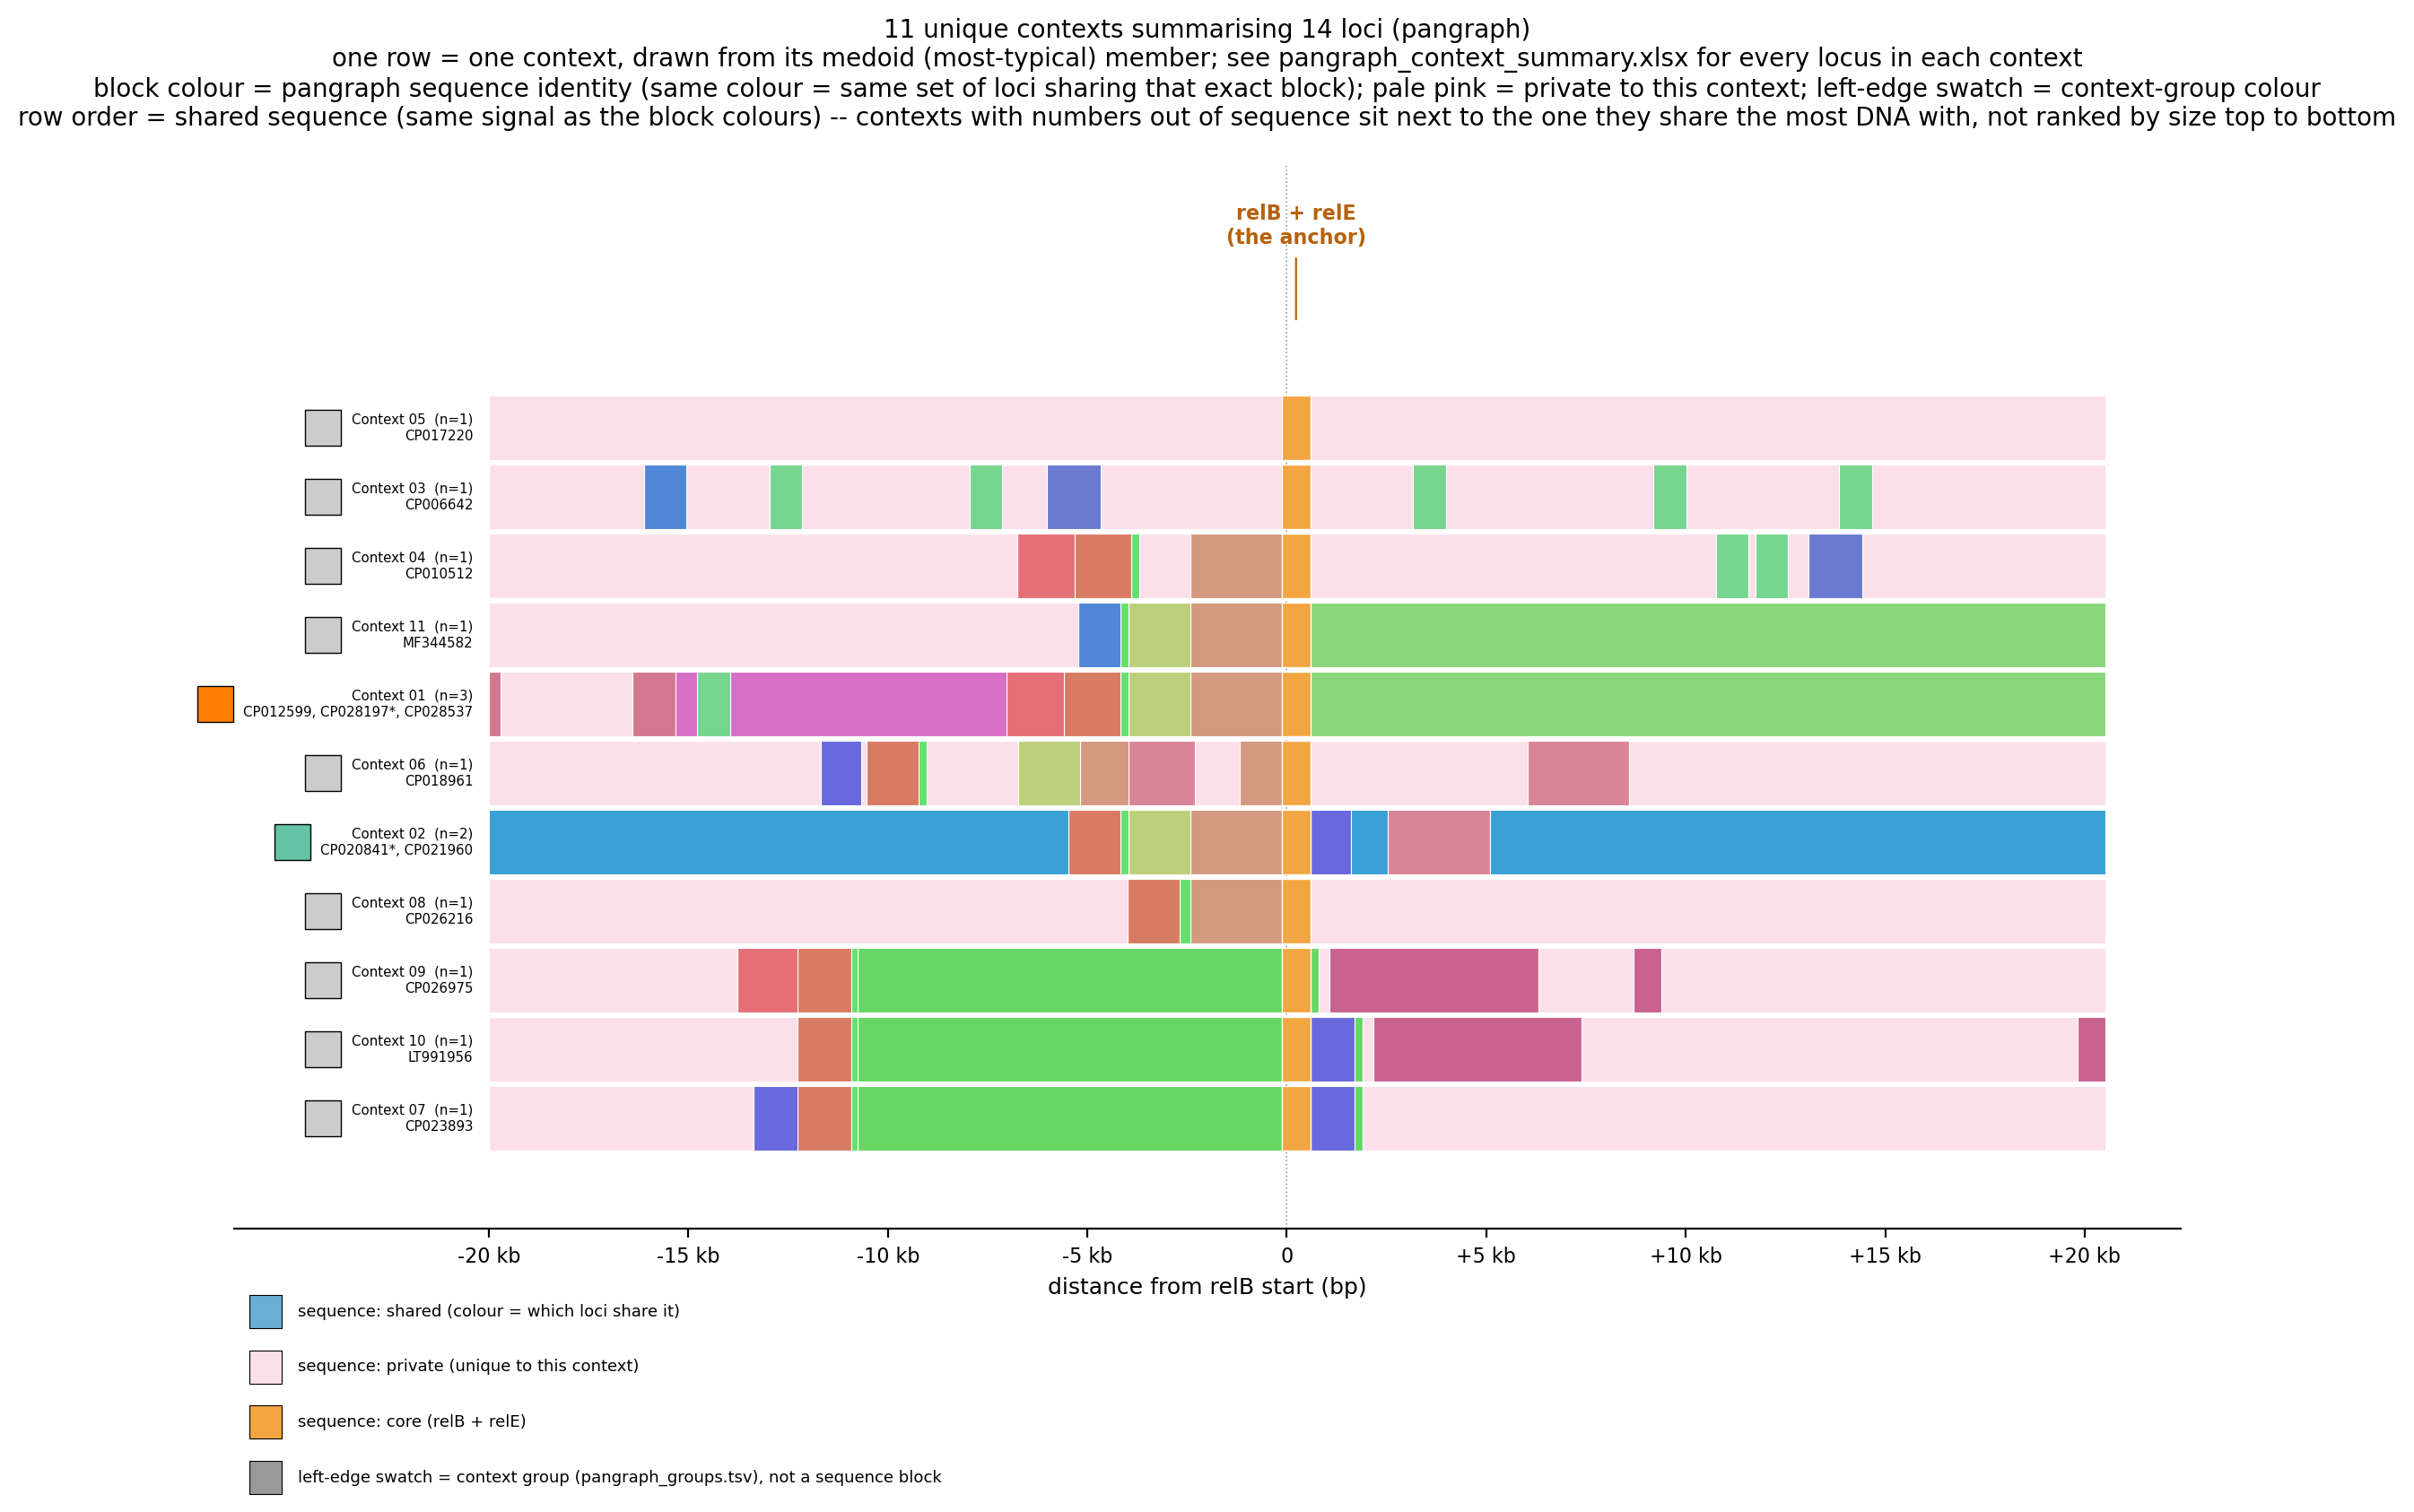 11 unique contexts summarising 14 loci (pangraph)
one row = one context, drawn from its medoid (most-typical) member; see pangraph_context_summary.xlsx for every locus in each context
block colour = pangraph sequence identity (same colour = same set of loci sharing that exact block); pale pink = private to this context; left-edge swatch = context-group colour
row order = shared sequence (same signal as the block colours) -- contexts with numbers out of sequence sit next to the one they share the most DNA with, not ranked by size top to bottom
relB + relE
(the anchor)
Context 05 (n=1)
CP017220
Context 03 (n=1)
CP006642
Context 04 (n=1)
CP010512
Context 11 (n=1)
MF344582
Context 01 (n=3)
CP012599, CP028197*, CP028537
Context 06 (n=1)
CP018961
Context 02 (n=2)
CP020841*, CP021960
Context 08 (n=1)
CP026216
Context 09 (n=1)
CP026975
Context 10 (n=1)
LT991956
Context 07 (n=1)
CP023893
-20 kb -15 kb -10 kb -5 kb 0 +5 kb +10 kb +15 kb +20 kb
distance from relB start (bp)
sequence: shared (colour = which loci share it)
sequence: private (unique to this context)
sequence: core (relB + relE)
left-edge swatch = context group (pangraph_groups.tsv), not a sequence block